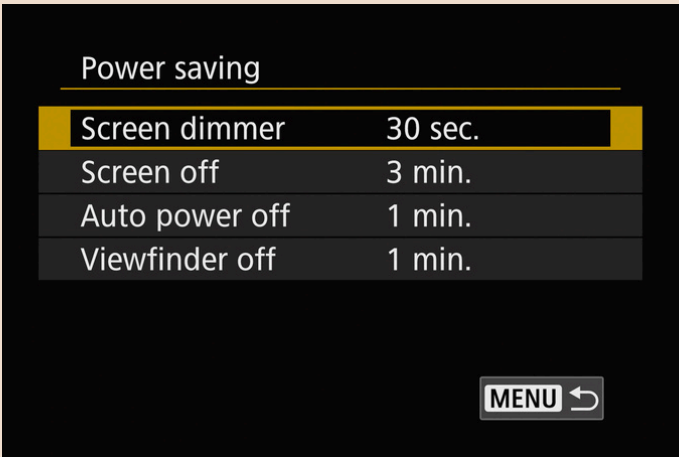 Power saving
Screen dimmer 30 sec.
Screen off 3 min.
Auto power off 1 min.
Viewfinder off 1 min.
MENU